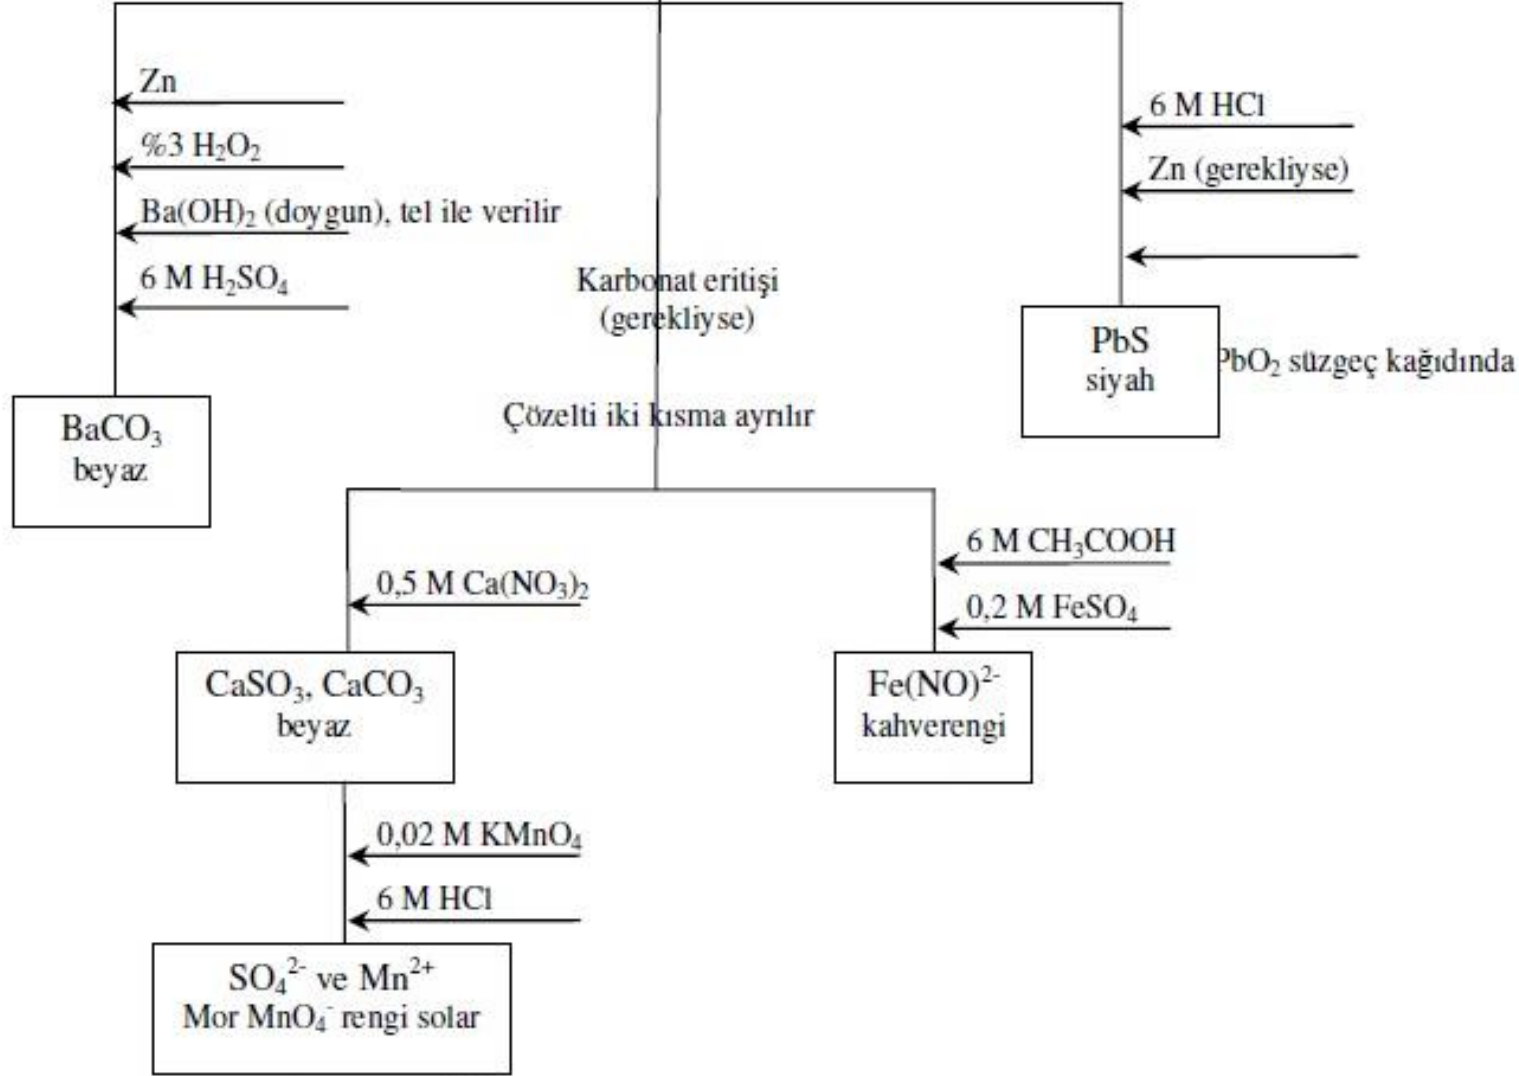 Zn
%3 H₂O₂
Ba(OH)₂ (doygun), tel ile verilir
6 M H₂SO₄
BaCO₃
beyaz
Karbonat eritişi
(gerekliyse)
Çözelti iki kısma ayrılır
6 M HCl
Zn (gerekliyse)
PbS
siyah
PbO₂ süzgeç kağıdında
0,5 M Ca(NO₃)₂
CaSO₃, CaCO₃
beyaz
0,02 M KMnO₄
6 M HCl
SO₄²⁻ ve Mn²⁺
Mor MnO₄⁻ rengi solar
6 M CH₃COOH
0,2 M FeSO₄
Fe(NO)²⁻
kahverengi